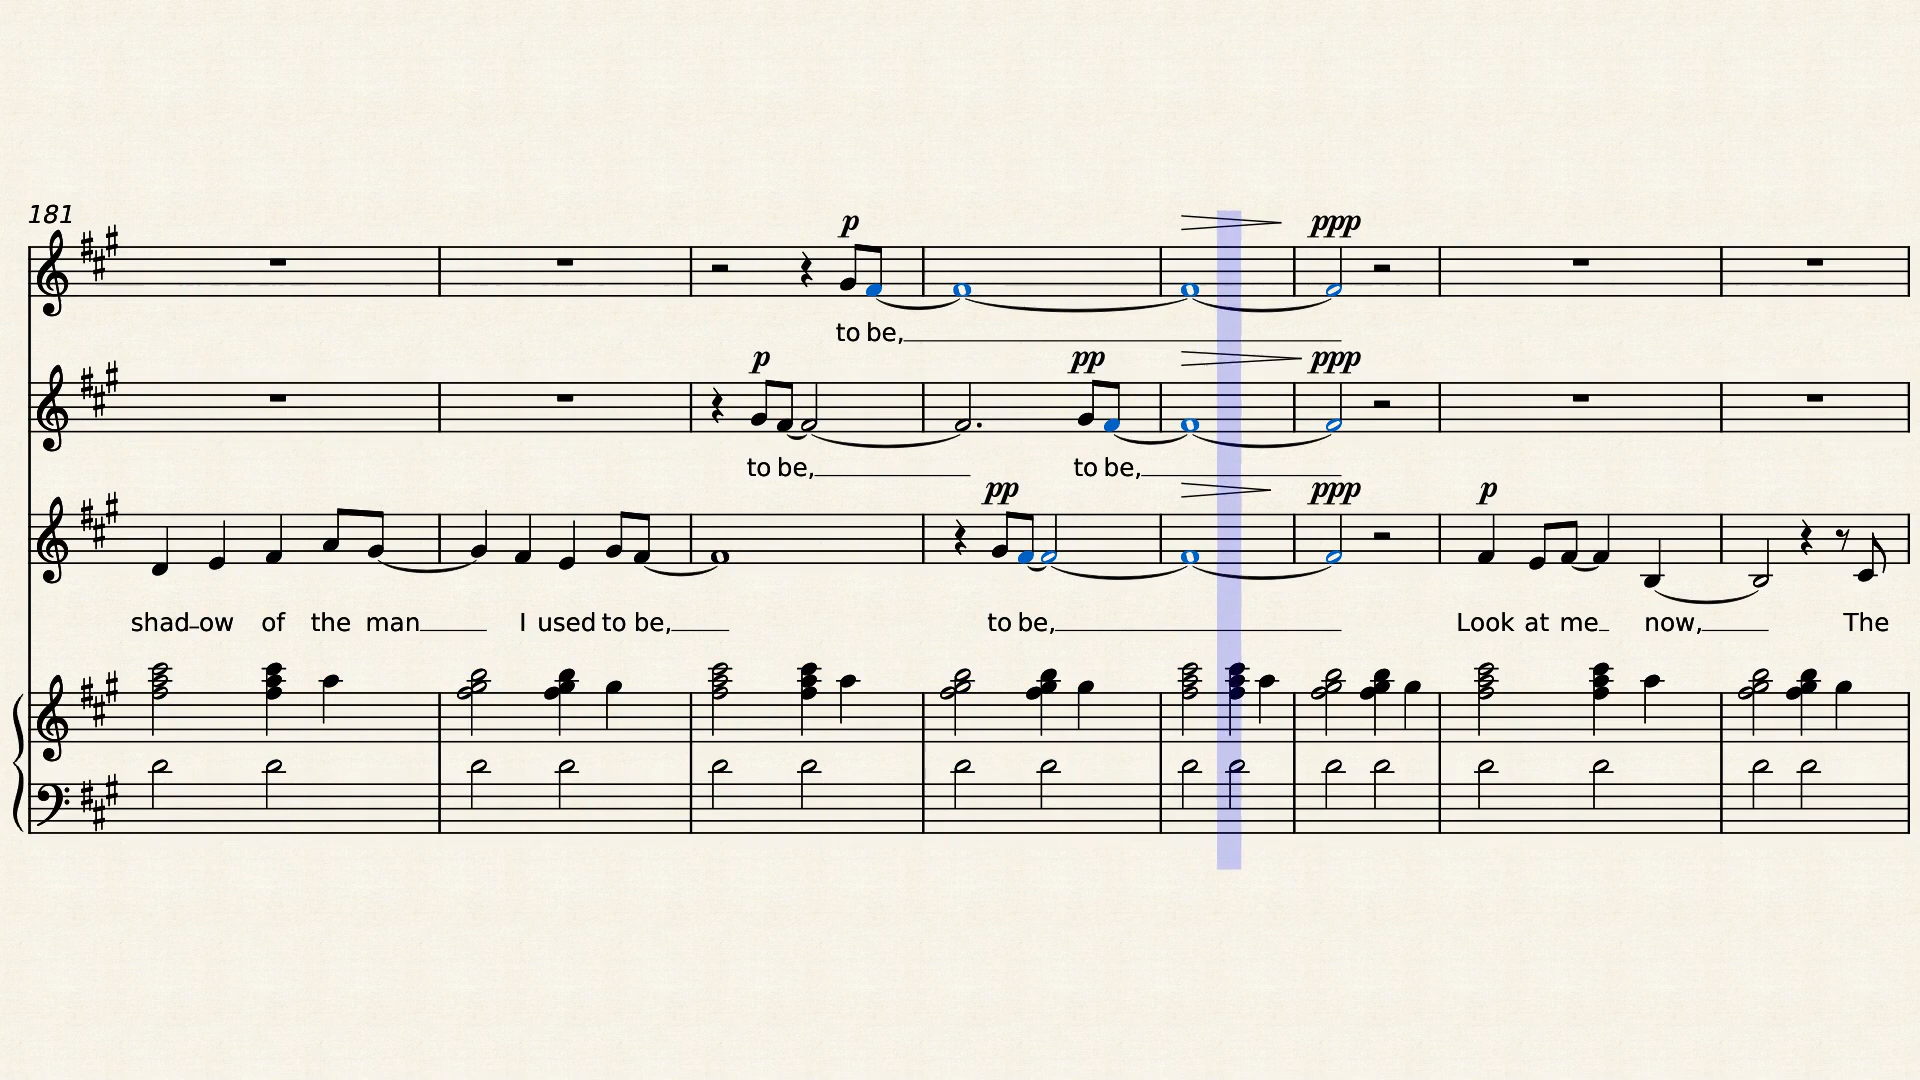 181
p
ppp
to be,
p
pp
ppp
to be, to be,
pp
ppp
p
shad-ow of the man I used to be, to be, Look at me now, The